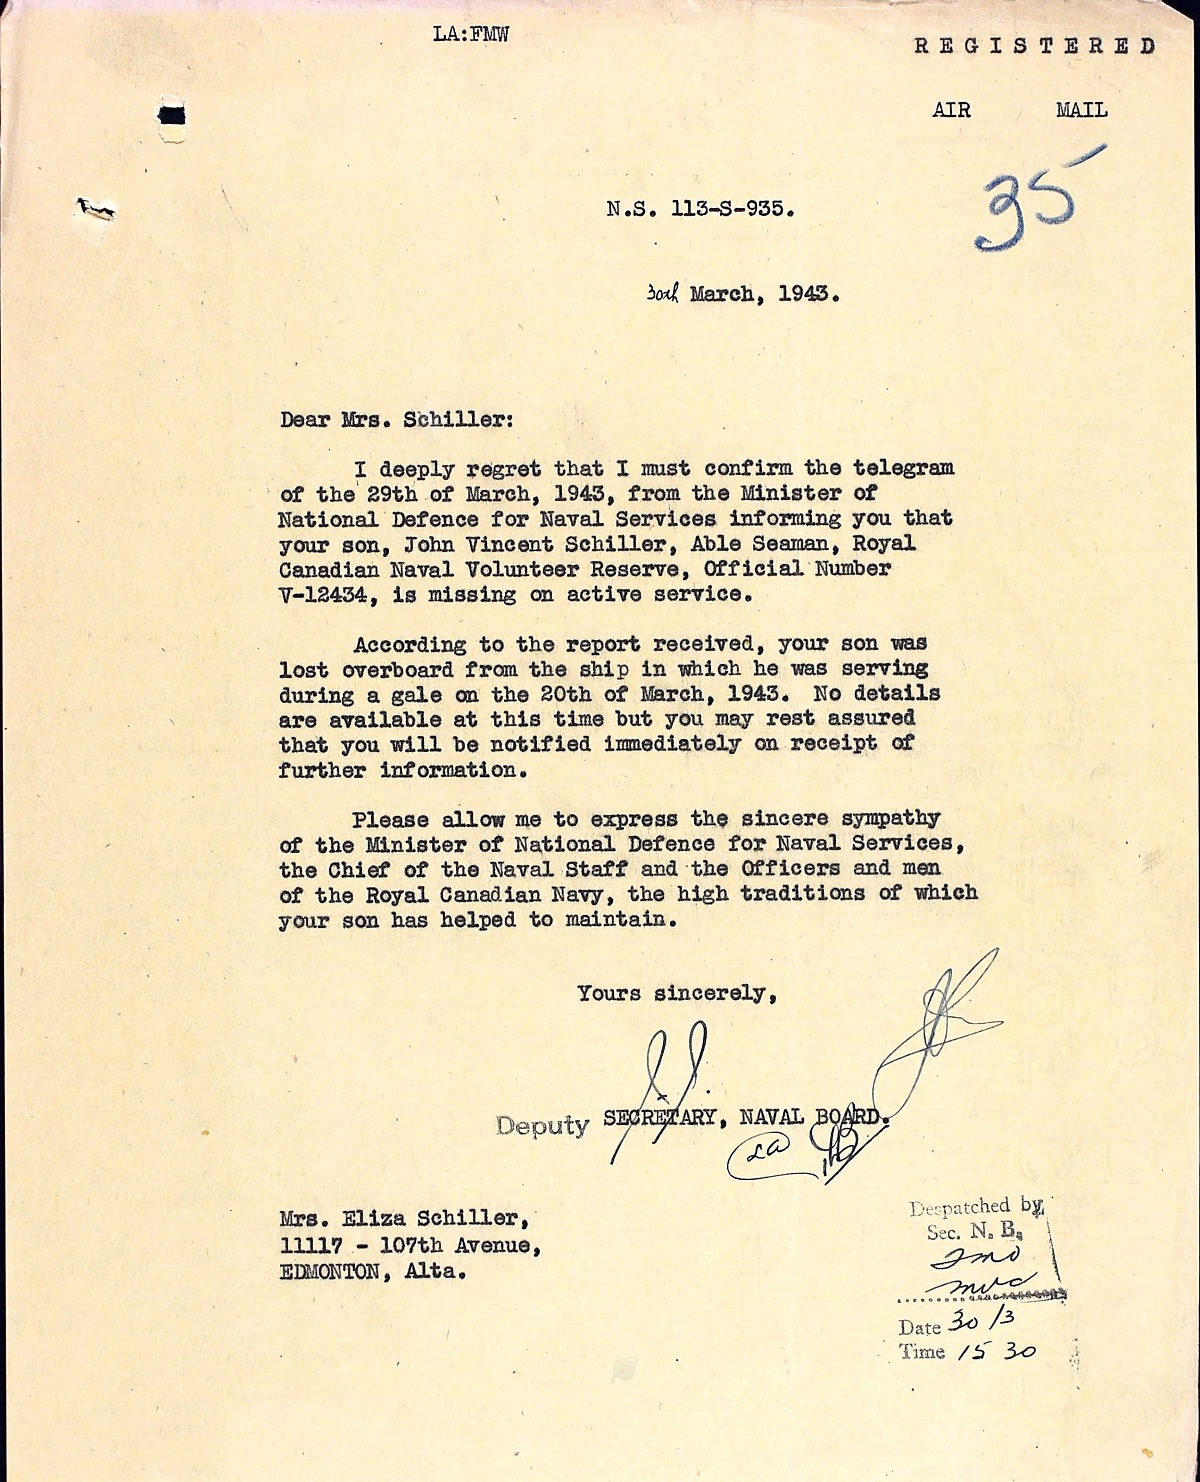 LA:FMW
REGISTERED
AIR MAIL
35
N.S. 113-S-935.
30th March, 1943.
Dear Mrs. Schiller:
I deeply regret that I must confirm the telegram
of the 29th of March, 1943, from the Minister of
National Defence for Naval Services informing you that
your son, John Vincent Schiller, Able Seaman, Royal
Canadian Naval Volunteer Reserve, Official Number
V-12434, is missing on active service.
According to the report received, your son was
lost overboard from the ship in which he was serving
during a gale on the 20th of March, 1943. No details
are available at this time but you may rest assured
that you will be notified immediately on receipt of
further information.
Please allow me to express the sincere sympathy
of the Minister of National Defence for Naval Services,
the Chief of the Naval Staff and the Officers and men
of the Royal Canadian Navy, the high traditions of which
your son has helped to maintain.
Yours sincerely,
Deputy SECRETARY, NAVAL BOARD.
LA
Mrs. Eliza Schiller,
11117 - 107th Avenue,
EDMONTON, Alta.
Despatched by
Sec. N. B.
Date 30/3
Time 15 30